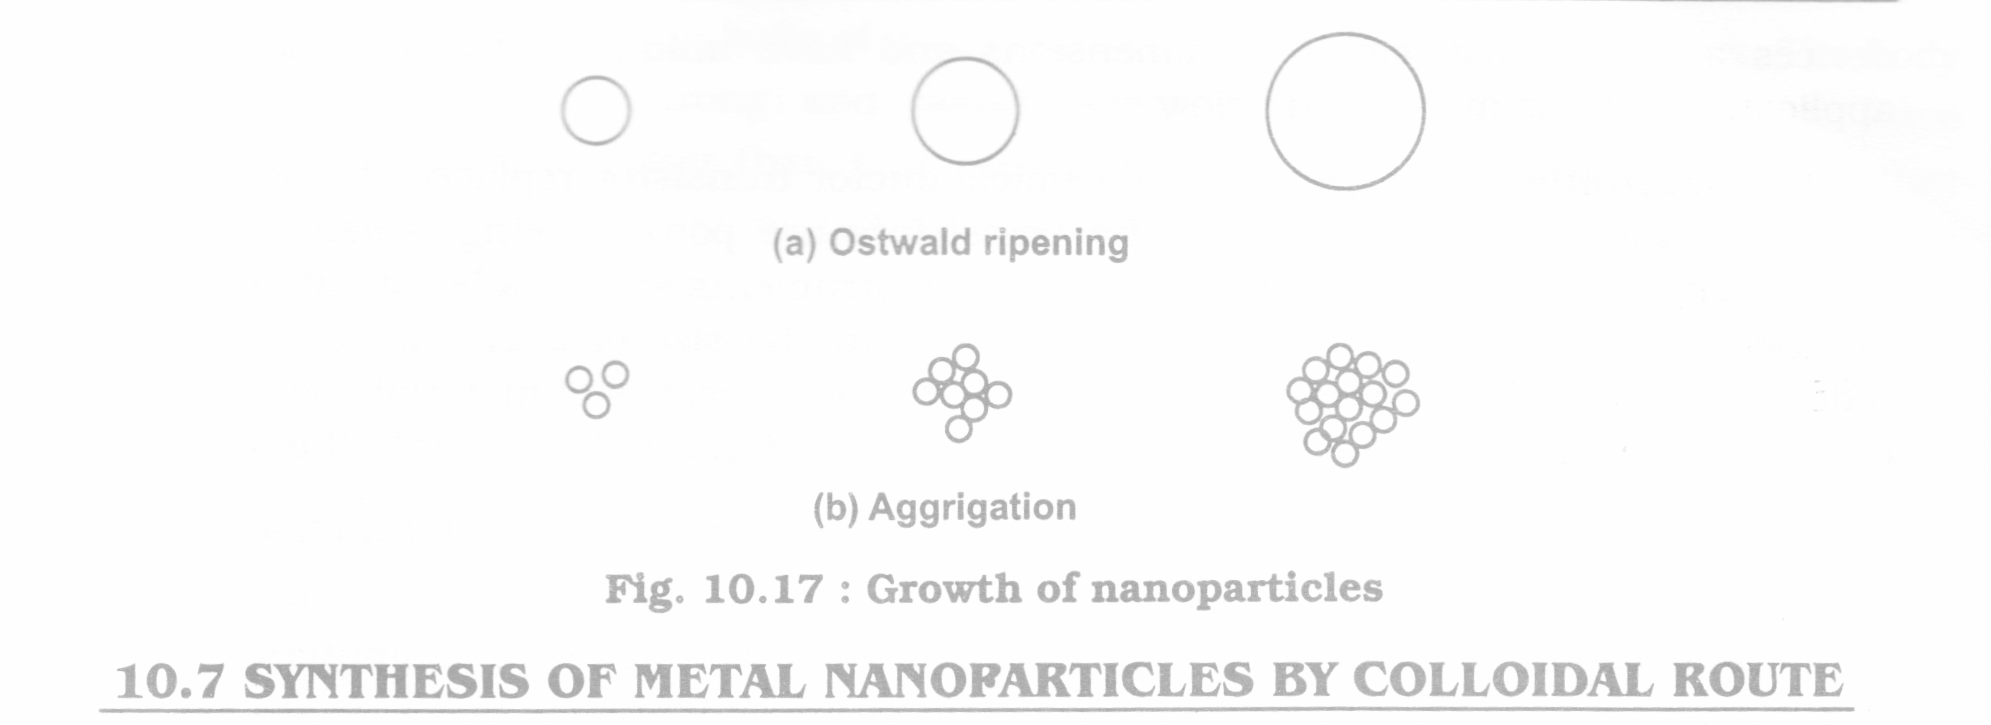 (a) Ostwald ripening
(b) Aggrigation
Fig. 10.17 : Growth of nanoparticles
10.7 SYNTHESIS OF METAL NANOPARTICLES BY COLLOIDAL ROUTE